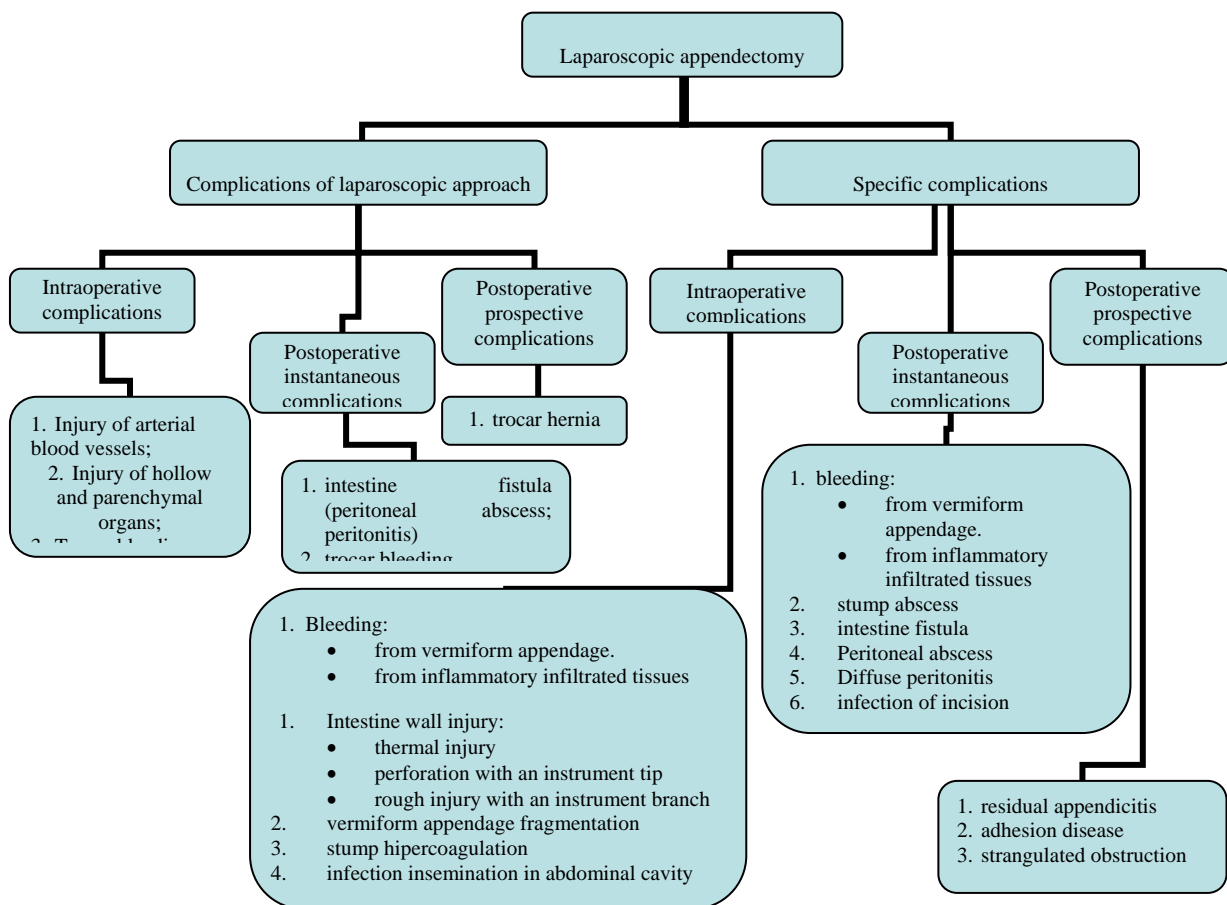 Laparoscopic appendectomy
Complications of laparoscopic approach
Specific complications
Intraoperative
complications
Postoperative
instantaneous
complications
Postoperative
prospective
complications
Intraoperative
complications
Postoperative
instantaneous
complications
Postoperative
prospective
complications
1. Injury of arterial
blood vessels;
2. Injury of hollow
and parenchymal
organs;
1. intestine fistula
(peritoneal abscess;
peritonitis)
2. trocar bleeding
1. trocar hernia
1. Bleeding:
• from vermiform appendage.
• from inflammatory infiltrated tissues
1. Intestine wall injury:
• thermal injury
• perforation with an instrument tip
• rough injury with an instrument branch
2. vermiform appendage fragmentation
3. stump hipercoagulation
4. infection insemination in abdominal cavity
1. bleeding:
• from vermiform
appendage.
• from inflammatory
infiltrated tissues
2. stump abscess
3. intestine fistula
4. Peritoneal abscess
5. Diffuse peritonitis
6. infection of incision
1. residual appendicitis
2. adhesion disease
3. strangulated obstruction